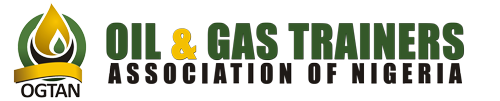 OGTAN
OIL & GAS TRAINERS
ASSOCIATION OF NIGERIA